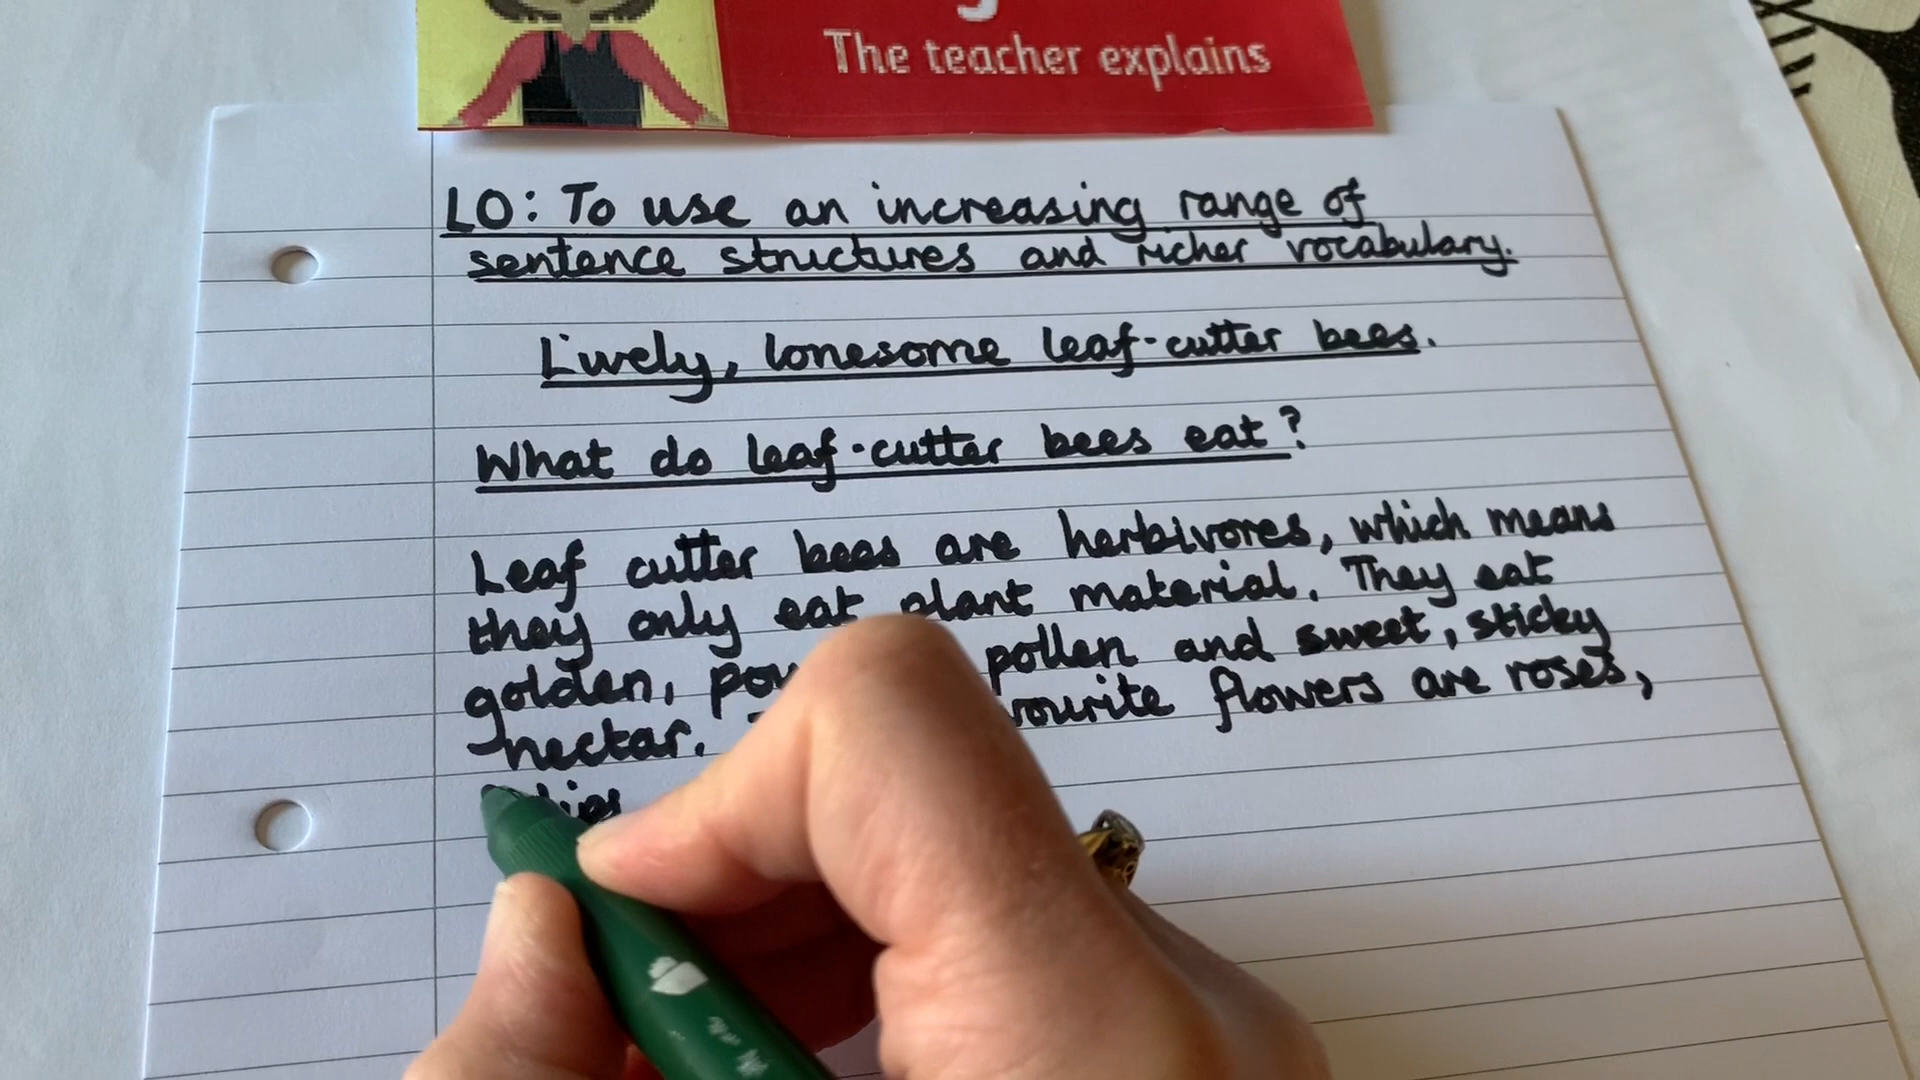 The teacher explains
LO: To use an increasing range of
sentence structures and richer vocabulary.
Lively, lonesome leaf-cutter bees.
What do leaf-cutter bees eat?
Leaf cutter bees are herbivores, which means
they only eat plant material. They eat
golden, pollen and sweet, sticky
nectar. flowers are roses,